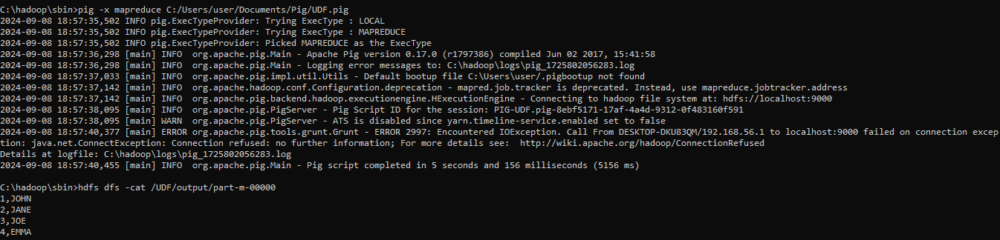 C:\hadoop\sbin>pig -x mapreduce C:/Users/user/Documents/Pig/UDF.pig
2024-09-08 18:57:35,502 INFO pig.ExecTypeProvider: Trying ExecType : LOCAL
2024-09-08 18:57:35,502 INFO pig.ExecTypeProvider: Trying ExecType : MAPREDUCE
2024-09-08 18:57:35,502 INFO pig.ExecTypeProvider: Picked MAPREDUCE as the ExecType
2024-09-08 18:57:36,298 [main] INFO  org.apache.pig.Main - Apache Pig version 0.17.0 (r1797386) compiled Jun 02 2017, 15:41:58
2024-09-08 18:57:36,298 [main] INFO  org.apache.pig.Main - Logging error messages to: C:\hadoop\logs\pig_1725802056283.log
2024-09-08 18:57:37,033 [main] INFO  org.apache.pig.impl.util.Utils - Default bootup file C:\Users\user/.pigbootup not found
2024-09-08 18:57:37,142 [main] INFO  org.apache.hadoop.conf.Configuration.deprecation - mapred.job.tracker is deprecated. Instead, use mapreduce.jobtracker.address
2024-09-08 18:57:37,142 [main] INFO  org.apache.pig.backend.hadoop.executionengine.HExecutionEngine - Connecting to hadoop file system at: hdfs://localhost:9000
2024-09-08 18:57:38,095 [main] INFO  org.apache.pig.PigServer - Pig Script ID for the session: PIG-UDF.pig-8ebf5171-17af-4a4d-9312-0f483160f591
2024-09-08 18:57:38,095 [main] WARN  org.apache.pig.PigServer - ATS is disabled since yarn.timeline-service.enabled set to false
2024-09-08 18:57:40,377 [main] ERROR org.apache.pig.tools.grunt.Grunt - ERROR 2997: Encountered IOException. Call From DESKTOP-DKU83QM/192.168.56.1 to localhost:9000 failed on connection excep
tion: java.net.ConnectException: Connection refused: no further information; For more details see:  http://wiki.apache.org/hadoop/ConnectionRefused
Details at logfile: C:\hadoop\logs\pig_1725802056283.log
2024-09-08 18:57:40,455 [main] INFO  org.apache.pig.Main - Pig script completed in 5 seconds and 156 milliseconds (5156 ms)
C:\hadoop\sbin>hdfs dfs -cat /UDF/output/part-m-00000
1,JOHN
2,JANE
3,JOE
4,EMMA